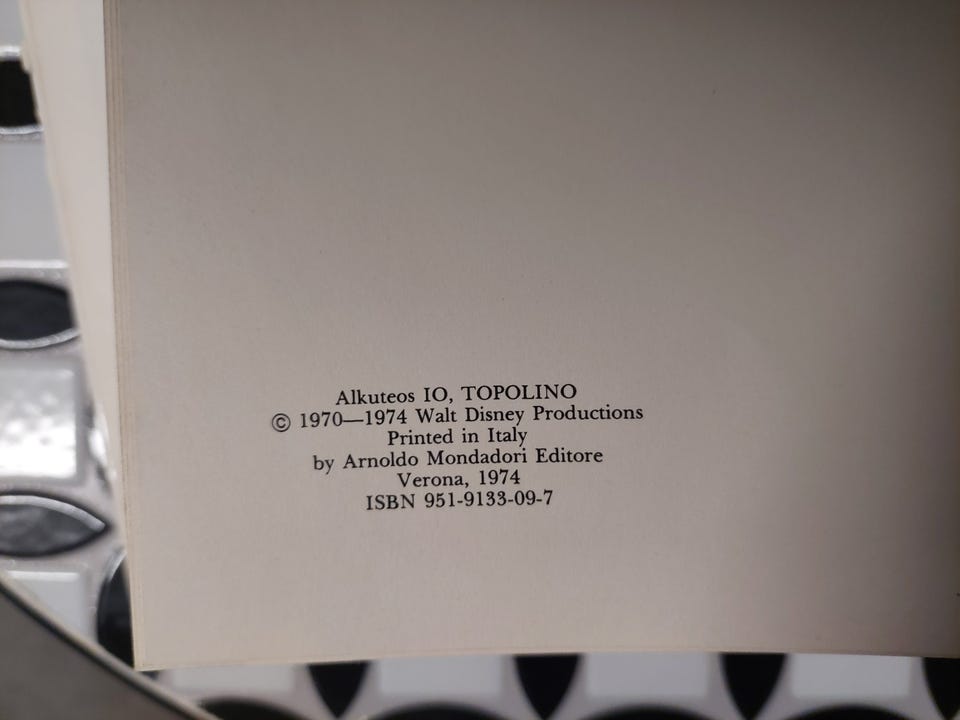 Alkuteos IO, TOPOLINO
© 1970—1974 Walt Disney Productions
Printed in Italy
by Arnoldo Mondadori Editore
Verona, 1974
ISBN 951-9133-09-7